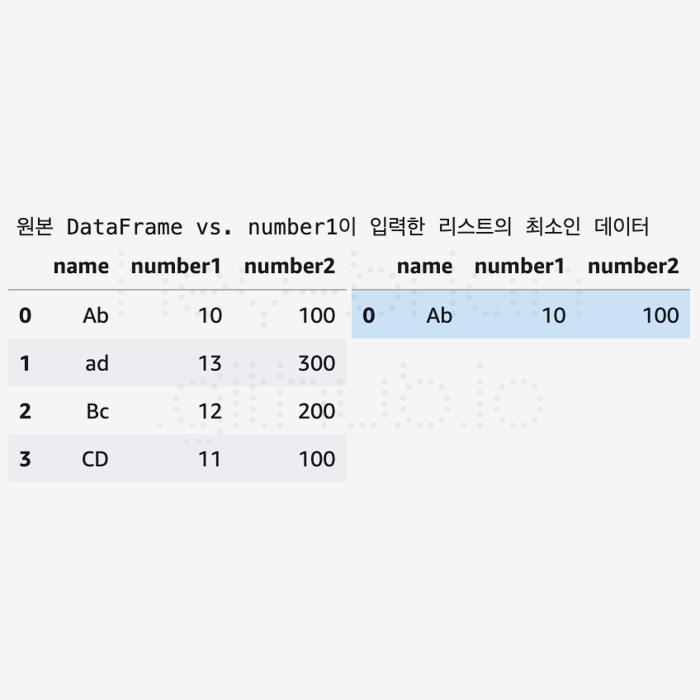 원본 DataFrame vs. number1이 입력한 리스트의 최소인 데이터
name number1 number2 name number1 number2
0 Ab 10 100 0 Ab 10 100
1 ad 13 300
2 Bc 12 200
3 CD 11 100
github.io